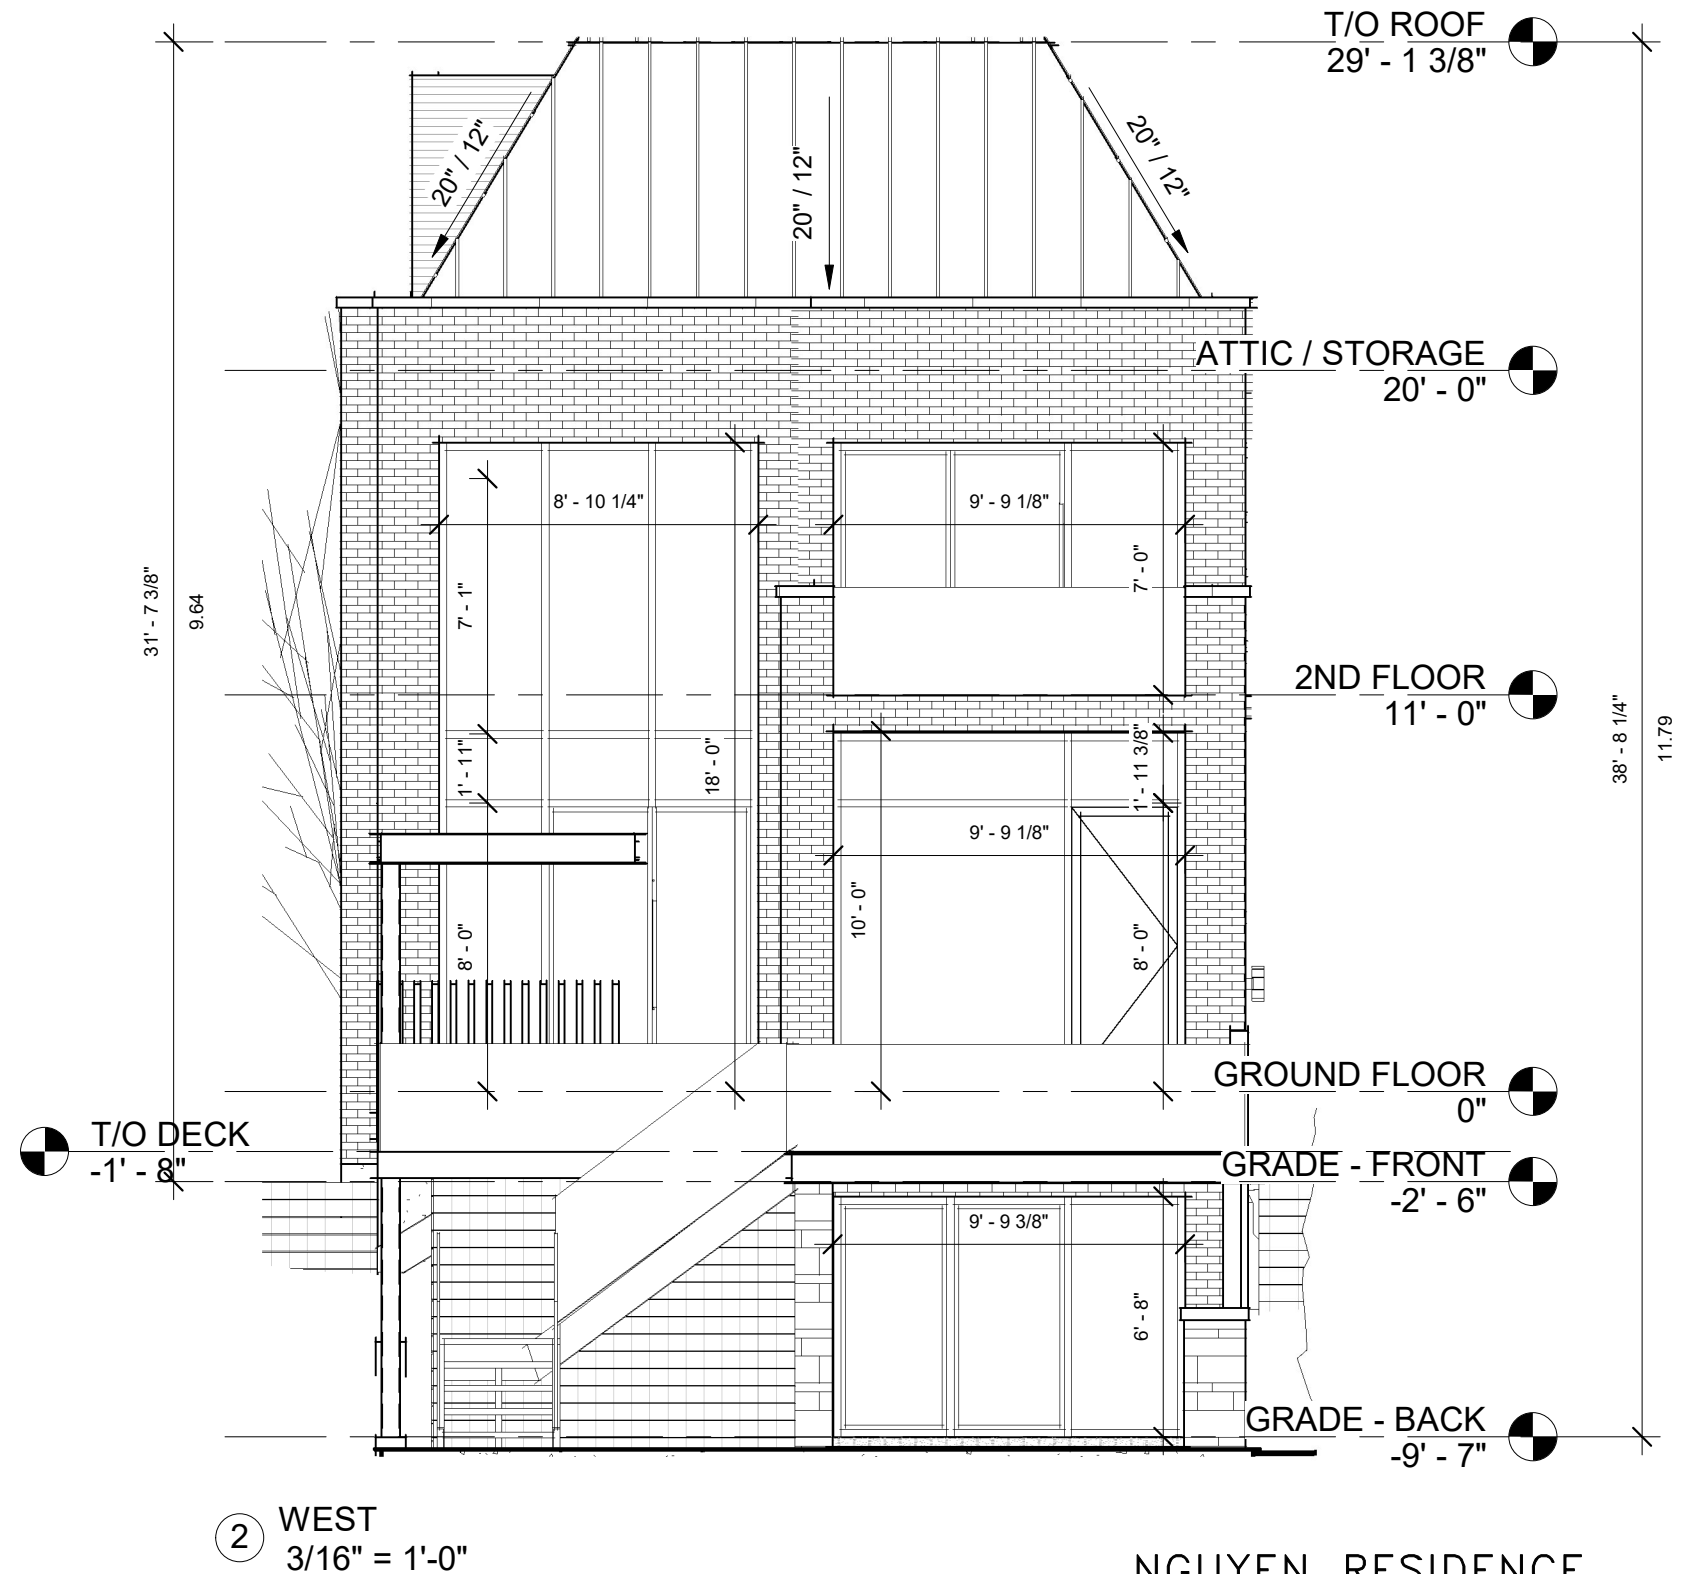 T/O ROOF
29' - 1 3/8"
20" / 12"
20" / 12"
20" / 12"
ATTIC / STORAGE
20' - 0"
8' - 10 1/4"
9' - 9 1/8"
7' - 1"
7' - 0"
31' - 7 3/8"
9.64
2ND FLOOR
11' - 0"
1' - 11"
18' - 0"
1' - 11 3/8"
38' - 8 1/4"
11.79
9' - 9 1/8"
8' - 0"
10' - 0"
8' - 0"
GROUND FLOOR
0"
T/O DECK
-1' - 8"
GRADE - FRONT
-2' - 6"
9' - 9 3/8"
6' - 8"
GRADE - BACK
-9' - 7"
2
WEST
3/16" = 1'-0"
NGUYEN RESIDENCE